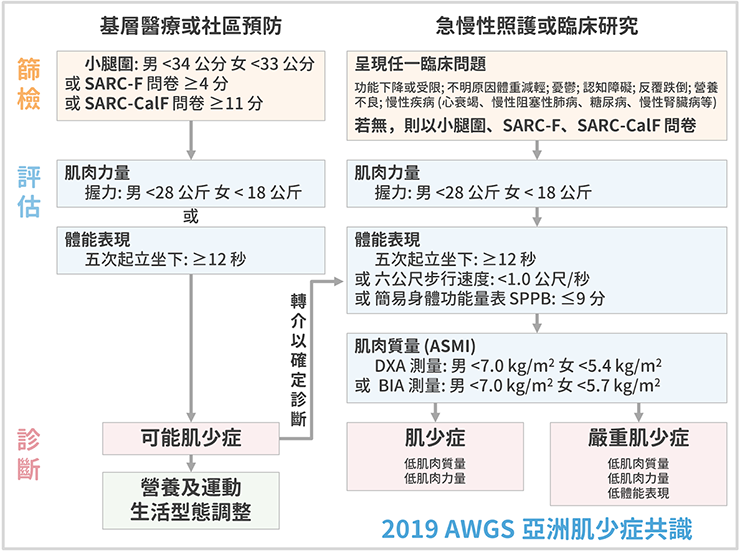 基層醫療或社區預防
篩檢
小腿圍: 男 <34 公分 女 <33 公分
或 SARC-F 問卷 ≥4 分
或 SARC-CalF 問卷 ≥11 分
評估
肌肉力量
握力: 男 <28 公斤 女 < 18 公斤
或
體能表現
五次起立坐下: ≥12 秒
轉介以確定診斷
診斷
可能肌少症
營養及運動
生活型態調整
急慢性照護或臨床研究
呈現任一臨床問題
功能下降或受限; 不明原因體重減輕; 憂鬱; 認知障礙; 反覆跌倒; 營養
不良; 慢性疾病 (心衰竭、慢性阻塞性肺病、糖尿病、慢性腎臟病等)
若無，則以小腿圍、SARC-F、SARC-CalF 問卷
肌肉力量
握力: 男 <28 公斤 女 < 18 公斤
體能表現
五次起立坐下: ≥12 秒
或 六公尺步行速度: <1.0 公尺/秒
或 簡易身體功能量表 SPPB: ≤9 分
肌肉質量 (ASMI)
DXA 測量: 男 <7.0 kg/m² 女 <5.4 kg/m²
或 BIA 測量: 男 <7.0 kg/m² 女 <5.7 kg/m²
肌少症
低肌肉質量
低肌肉力量
嚴重肌少症
低肌肉質量
低肌肉力量
低體能表現
2019 AWGS 亞洲肌少症共識